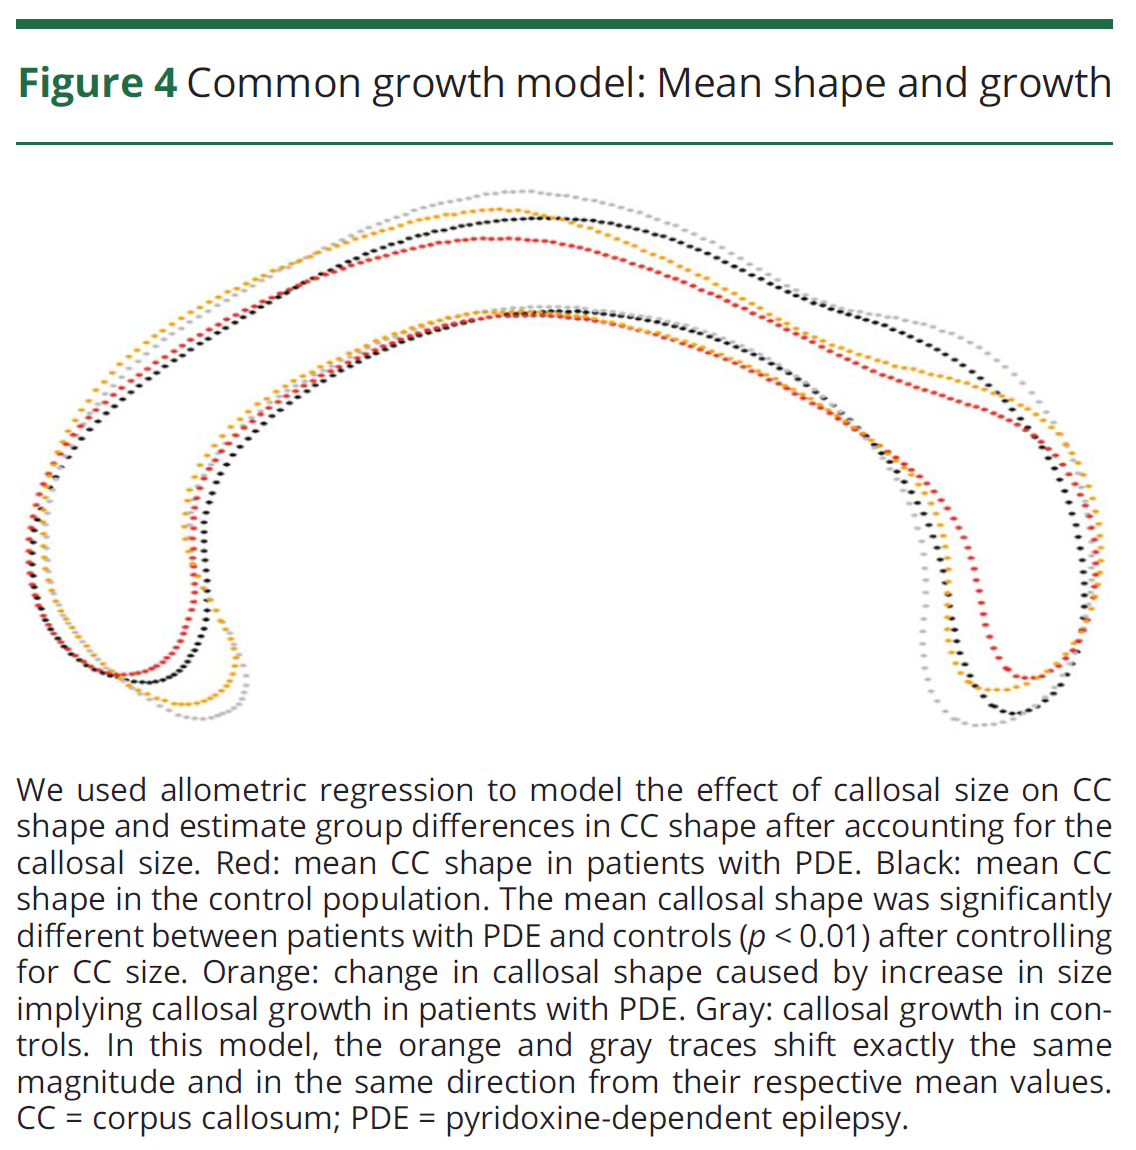 Figure 4 Common growth model: Mean shape and growth
We used allometric regression to model the effect of callosal size on CC
shape and estimate group differences in CC shape after accounting for the
callosal size. Red: mean CC shape in patients with PDE. Black: mean CC
shape in the control population. The mean callosal shape was significantly
different between patients with PDE and controls (p < 0.01) after controlling
for CC size. Orange: change in callosal shape caused by increase in size
implying callosal growth in patients with PDE. Gray: callosal growth in con-
trols. In this model, the orange and gray traces shift exactly the same
magnitude and in the same direction from their respective mean values.
CC = corpus callosum; PDE = pyridoxine-dependent epilepsy.